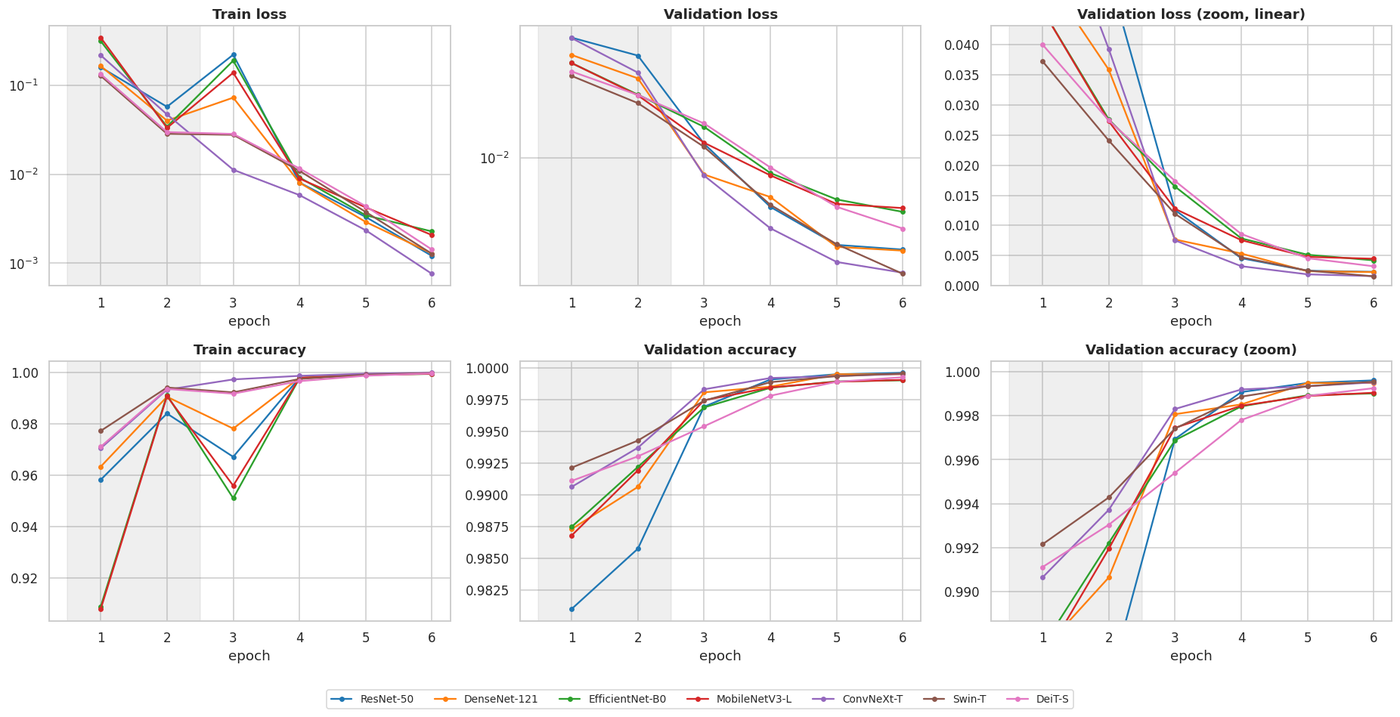 Train loss
Validation loss
Validation loss (zoom, linear)
10⁻¹
10⁻²
10⁻³
1 2 3 4 5 6
epoch
10⁻²
1 2 3 4 5 6
epoch
0.040
0.035
0.030
0.025
0.020
0.015
0.010
0.005
0.000
1 2 3 4 5 6
epoch
Train accuracy
Validation accuracy
Validation accuracy (zoom)
1.00
0.98
0.96
0.94
0.92
1 2 3 4 5 6
epoch
1.0000
0.9975
0.9950
0.9925
0.9900
0.9875
0.9850
0.9825
1 2 3 4 5 6
epoch
1.000
0.998
0.996
0.994
0.992
0.990
1 2 3 4 5 6
epoch
ResNet-50 DenseNet-121 EfficientNet-B0 MobileNetV3-L ConvNeXt-T Swin-T DeiT-S